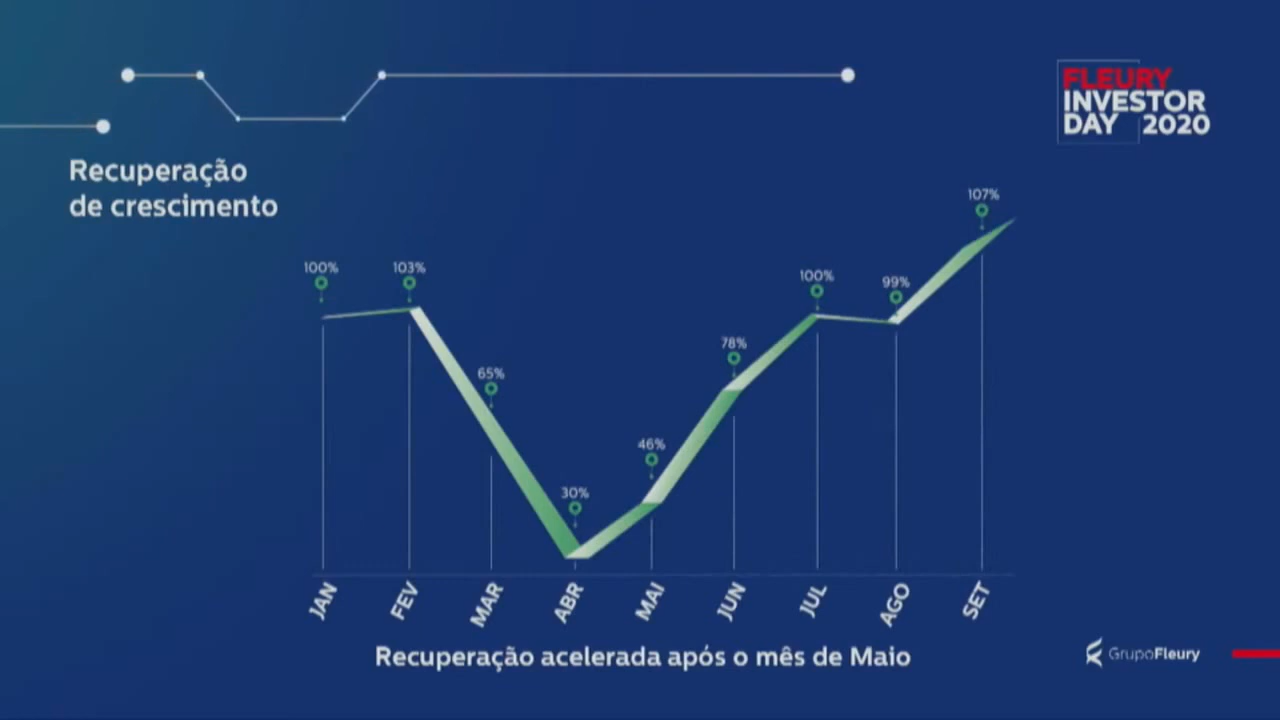 FLEURY
INVESTOR
DAY 2020
Recuperação
de crescimento
100%
103%
65%
30%
46%
78%
100%
99%
107%
JAN
FEV
MAR
ABR
MAI
JUN
JUL
AGO
SET
Recuperação acelerada após o mês de Maio
GrupoFleury